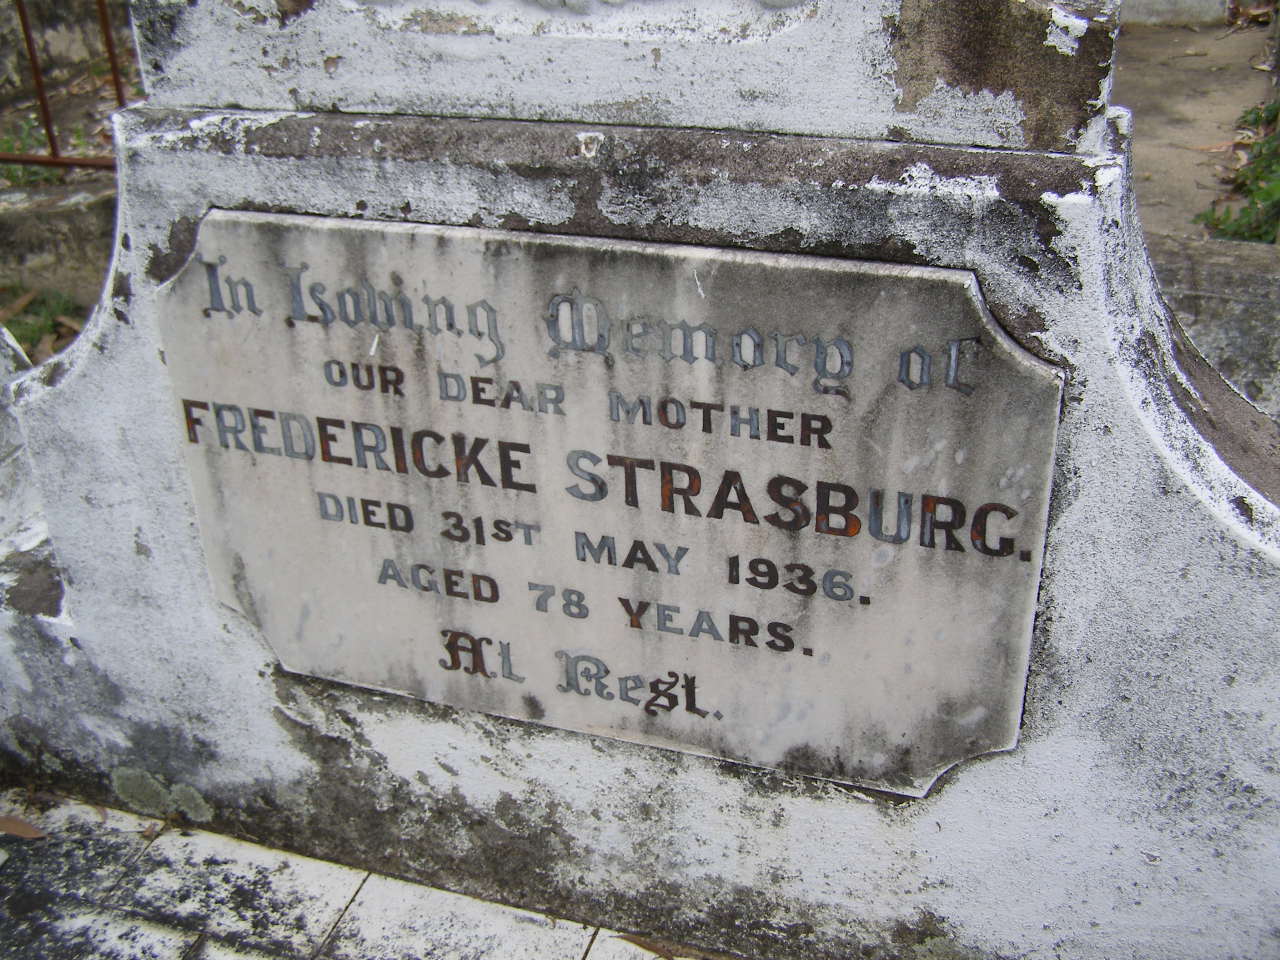 In Loving Memory of
OUR DEAR MOTHER
FREDERICKE STRASBURG.
DIED 31ST MAY 1936.
AGED 78 YEARS.
At Rest.